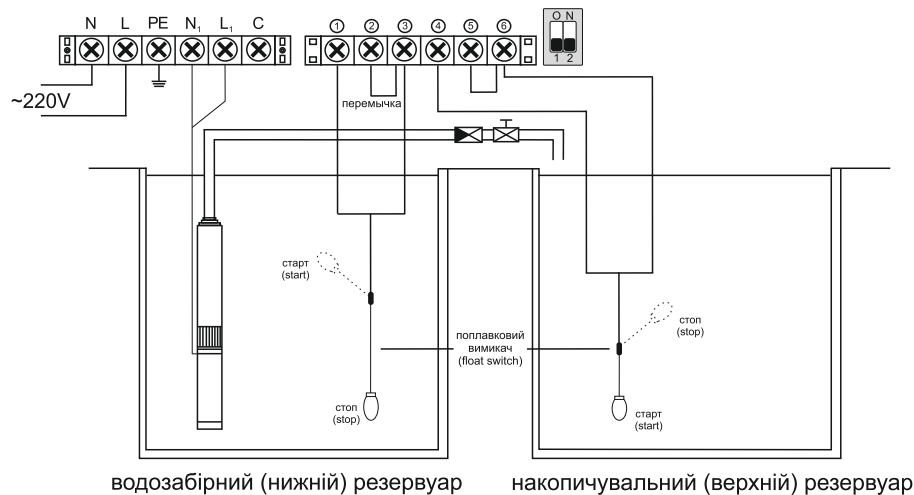 N L PE N₁ L₁ C
1 2 3 4 5 6
O N
1 2
~220V
перемычка
старт
(start)
стоп
(stop)
поплавковий
вимикач
(float switch)
стоп
(stop)
старт
(start)
водозабірний (нижній) резервуар
накопичувальний (верхній) резервуар